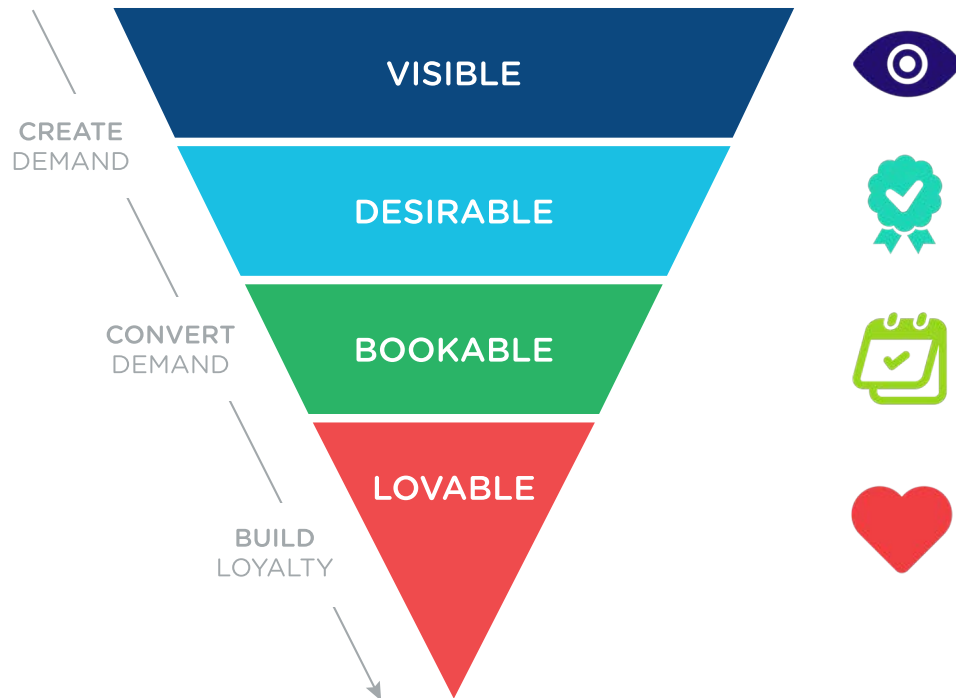 VISIBLE
CREATE
DEMAND
DESIRABLE
CONVERT
DEMAND
BOOKABLE
LOVABLE
BUILD
LOYALTY